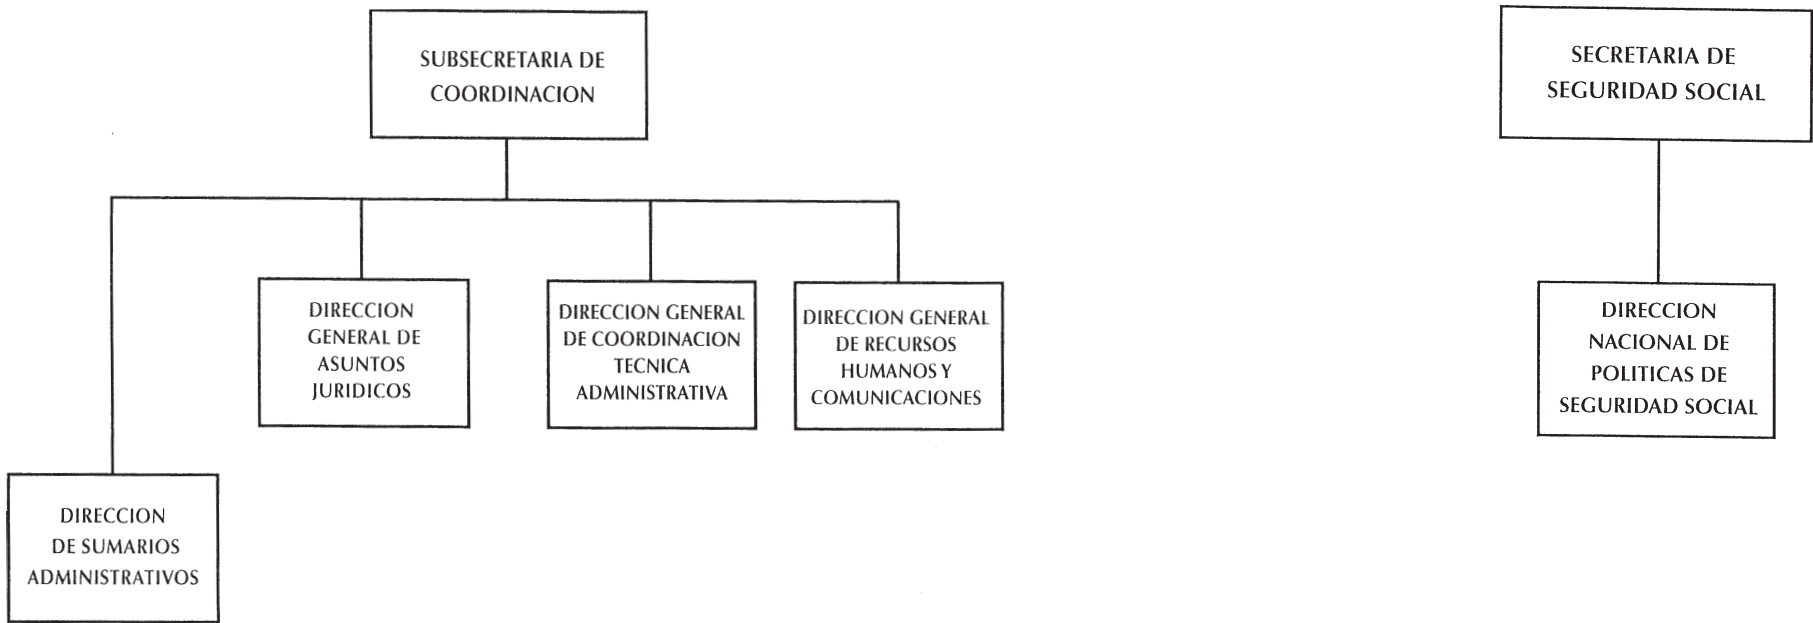 SUBSECRETARIA DE
COORDINACION
SECRETARIA DE
SEGURIDAD SOCIAL
DIRECCION
GENERAL DE
ASUNTOS
JURIDICOS
DIRECCION GENERAL
DE COORDINACION
TECNICA
ADMINISTRATIVA
DIRECCION GENERAL
DE RECURSOS
HUMANOS Y
COMUNICACIONES
DIRECCION
NACIONAL DE
POLITICAS DE
SEGURIDAD SOCIAL
DIRECCION
DE SUMARIOS
ADMINISTRATIVOS